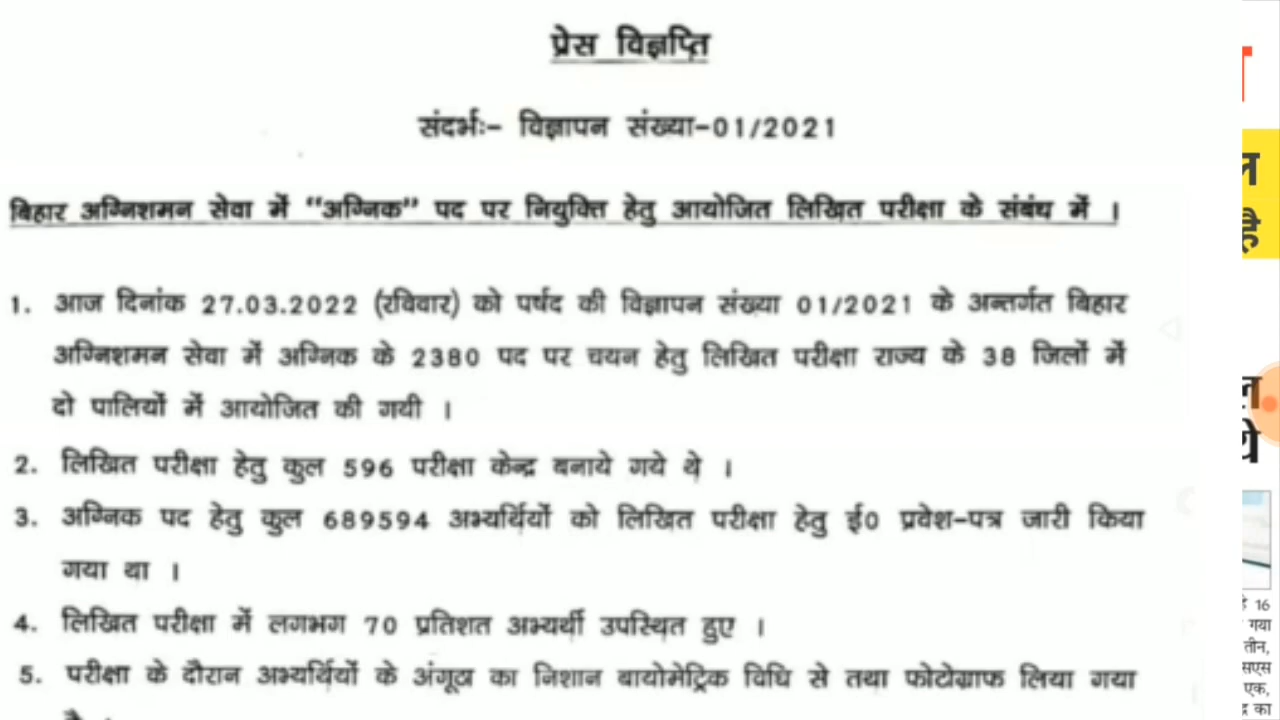 प्रेस विज्ञप्ति
संदर्भः- विज्ञापन संख्या-01/2021
बिहार अग्निशमन सेवा में "अग्निक" पद पर नियुक्ति हेतु आयोजित लिखित परीक्षा के संबंध में ।
1. आज दिनांक 27.03.2022 (रविवार) को पर्षद की विज्ञापन संख्या 01/2021 के अन्तर्गत बिहार
अग्निशमन सेवा में अग्निक के 2380 पद पर चयन हेतु लिखित परीक्षा राज्य के 38 जिलों में
दो पालियों में आयोजित की गयी ।
2. लिखित परीक्षा हेतु कुल 596 परीक्षा केन्द्र बनाये गये थे ।
3. अग्निक पद हेतु कुल 689594 अभ्यर्थियों को लिखित परीक्षा हेतु ई0 प्रवेश-पत्र जारी किया
गया था ।
4. लिखित परीक्षा में लगभग 70 प्रतिशत अभ्यर्थी उपस्थित हुए ।
5. परीक्षा के दौरान अभ्यर्थियों के अंगूठा का निशान बायोमेट्रिक विधि से तथा फोटोग्राफ लिया गया
है
16
गया
तीन,
एक,
का